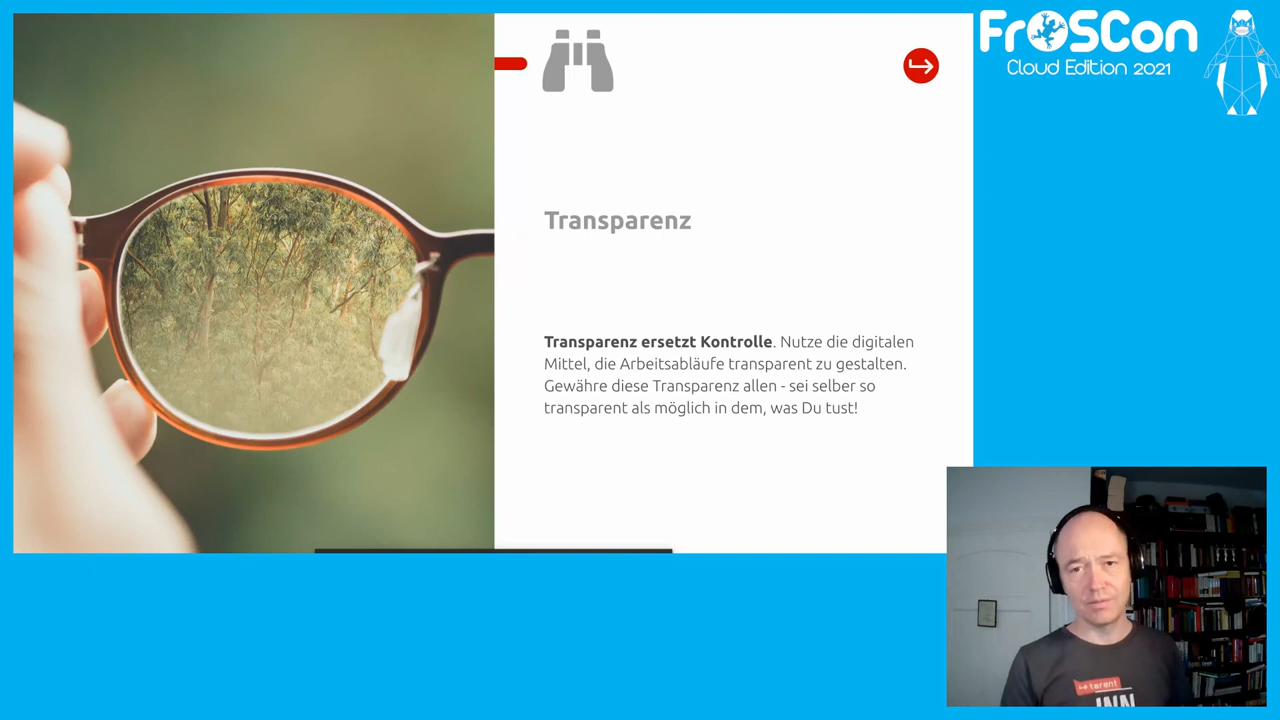 FrOSCon
Cloud Edition 2021
Transparenz
Transparenz ersetzt Kontrolle. Nutze die digitalen
Mittel, die Arbeitsabläufe transparent zu gestalten.
Gewähre diese Transparenz allen - sei selber so
transparent als möglich in dem, was Du tust!
tarent
INN